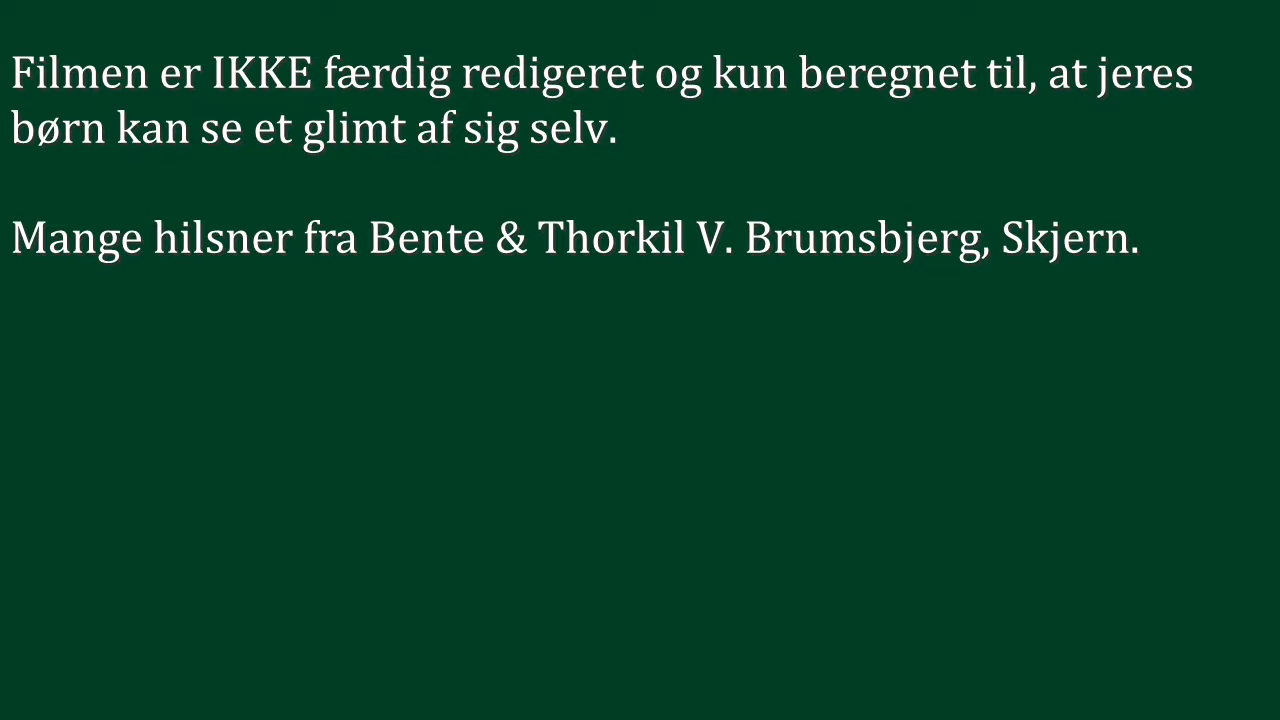 Filmen er IKKE færdig redigeret og kun beregnet til, at jeres
børn kan se et glimt af sig selv.
Mange hilsner fra Bente & Thorkil V. Brumsbjerg, Skjern.